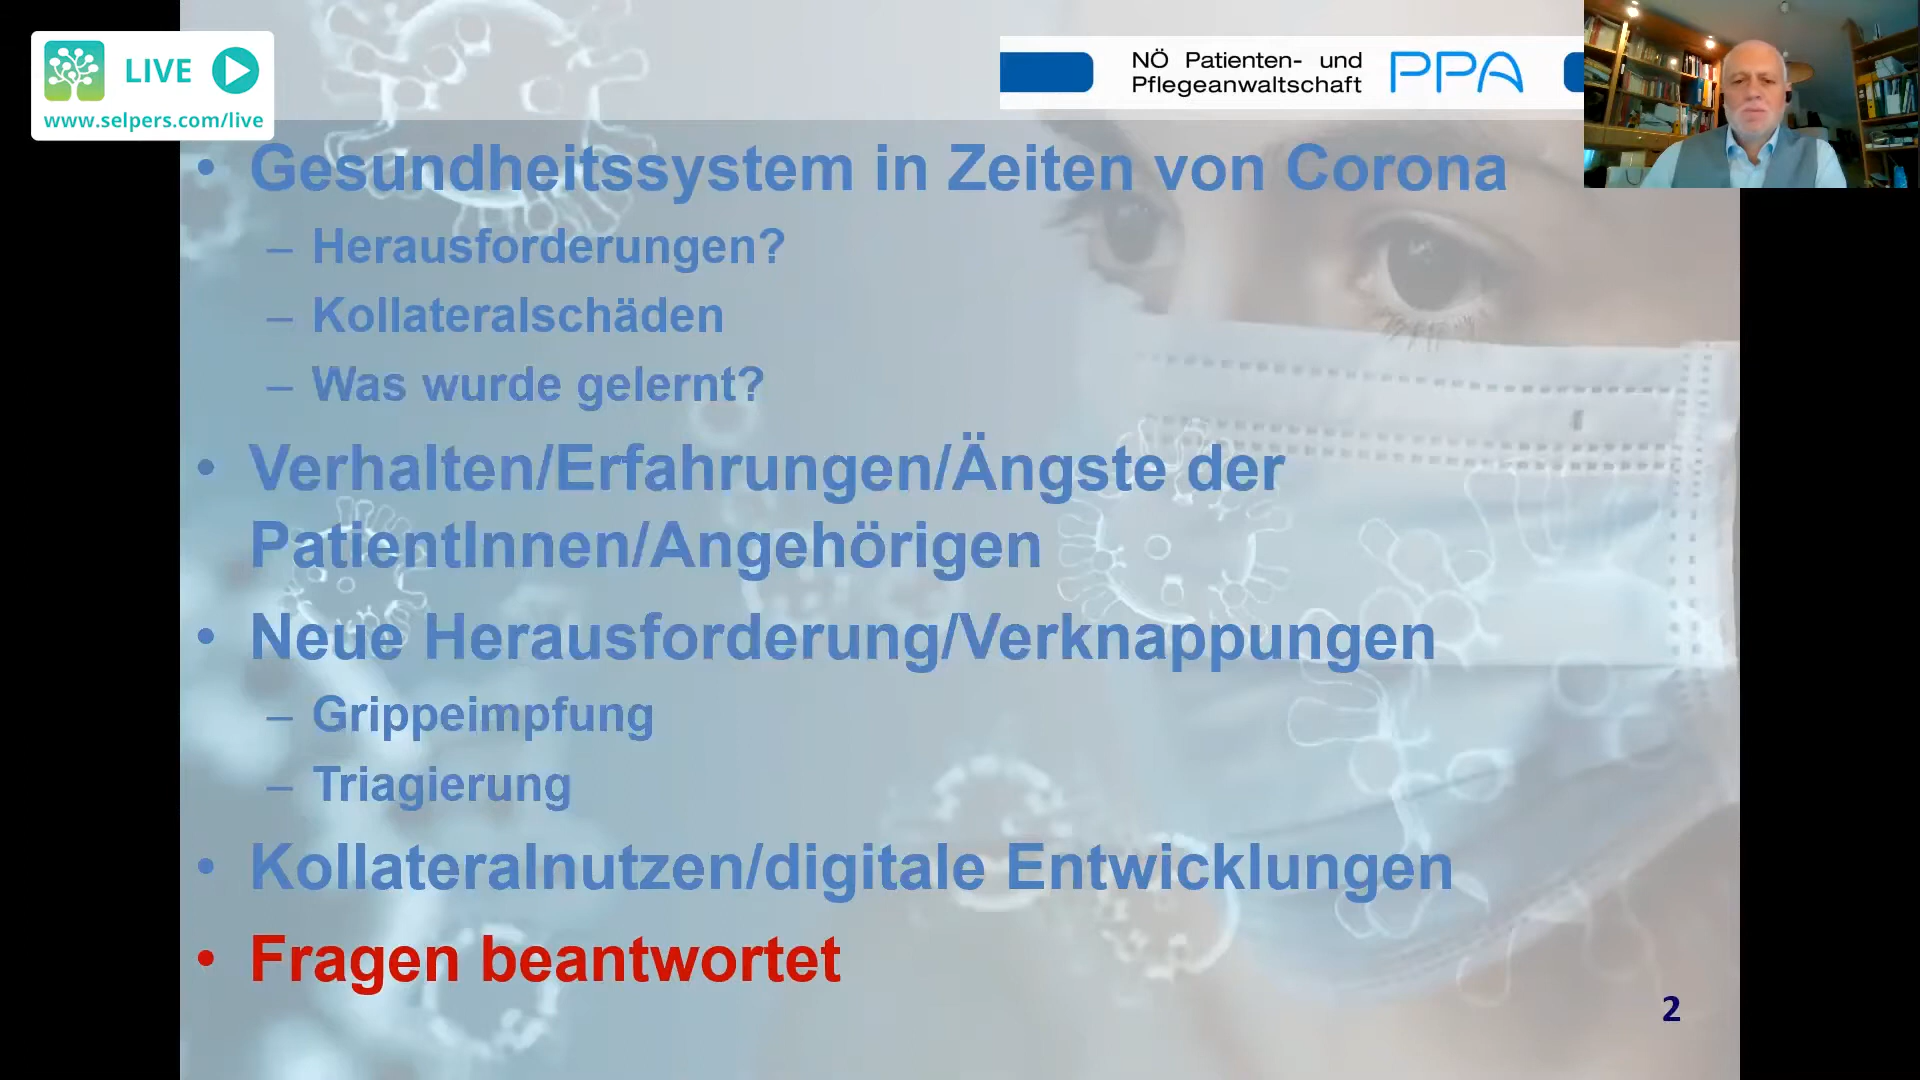 LIVE
www.selpers.com/live
NÖ Patienten- und
Pflegeanwaltschaft
PPA
• Gesundheitssystem in Zeiten von Corona
– Herausforderungen?
– Kollateralschäden
– Was wurde gelernt?
• Verhalten/Erfahrungen/Ängste der
PatientInnen/Angehörigen
• Neue Herausforderung/Verknappungen
– Grippeimpfung
– Triagierung
• Kollateralnutzen/digitale Entwicklungen
• Fragen beantwortet
2